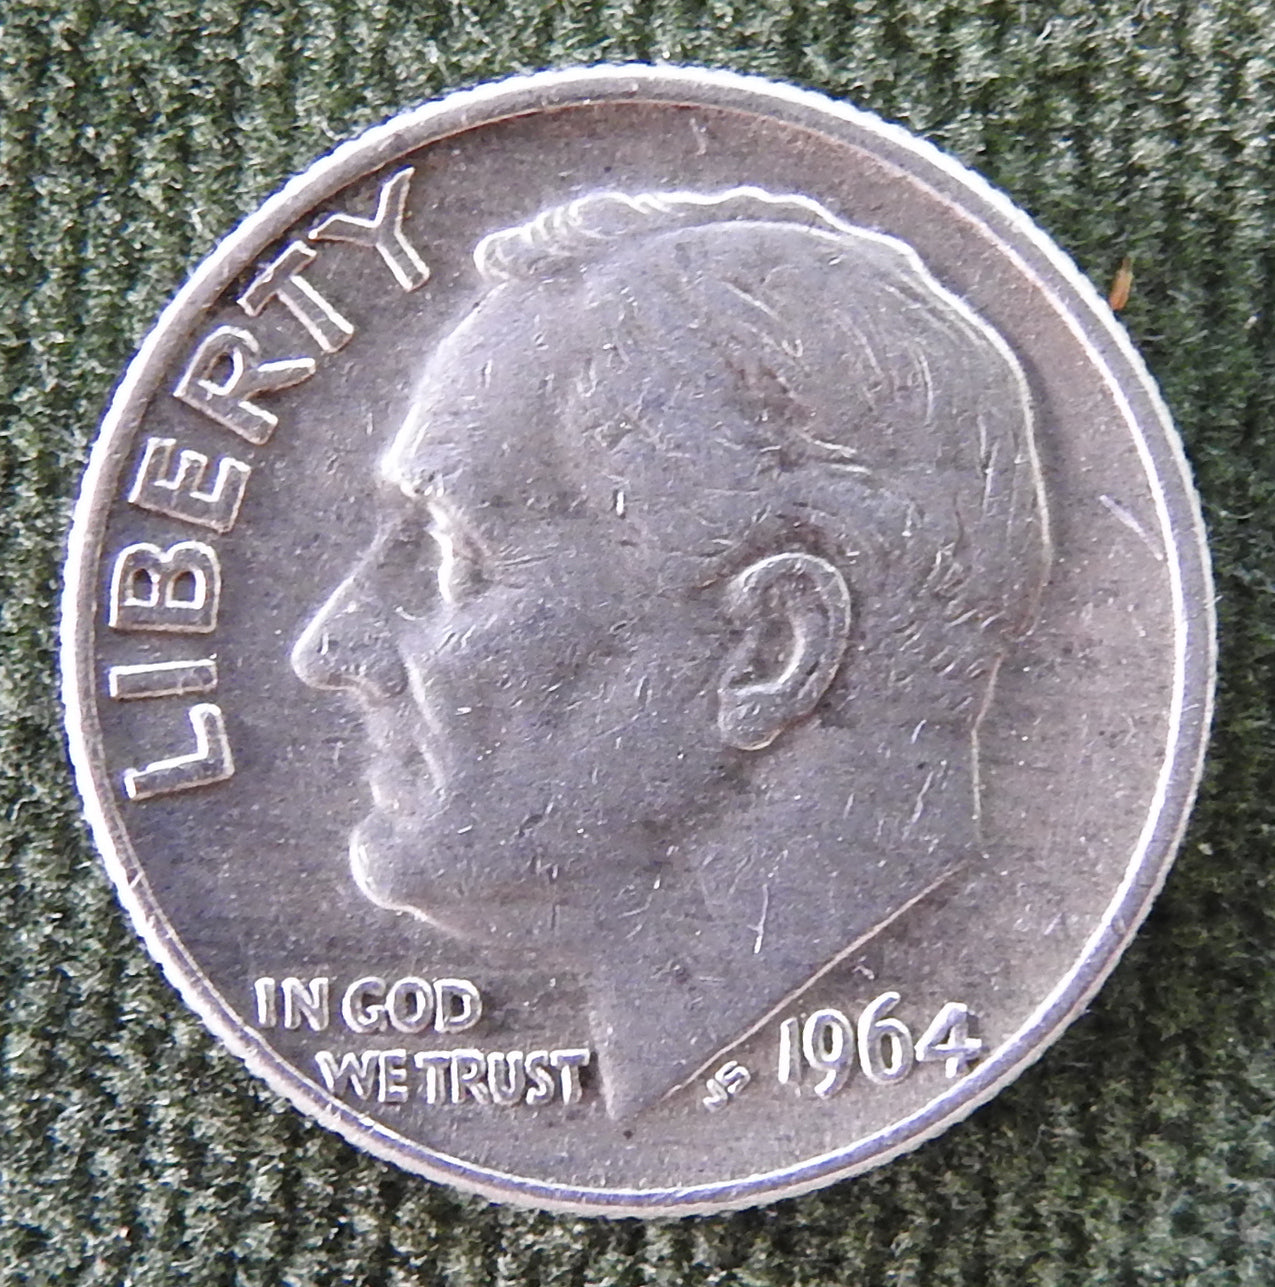 LIBERTY
IN GOD
WE TRUST
JS
1964